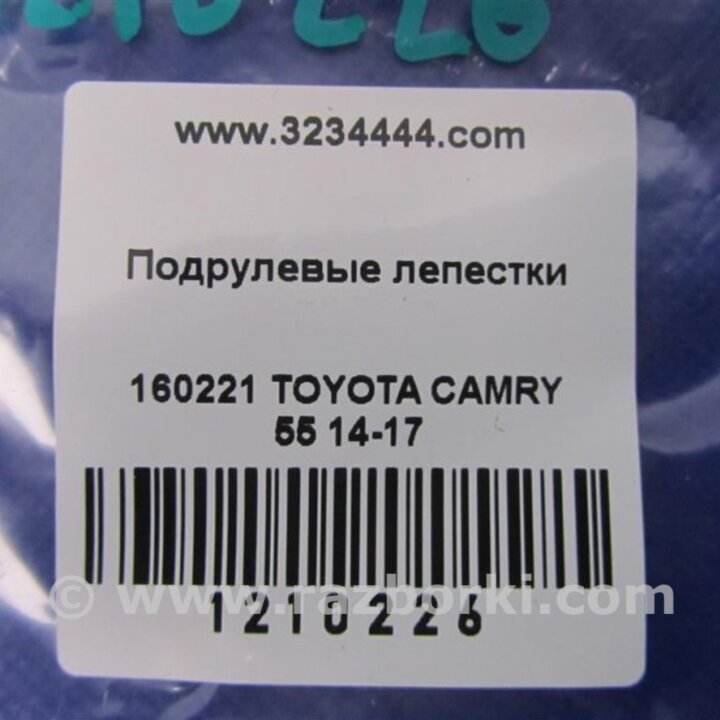 www.3234444.com
Подрулевые лепестки
160221 TOYOTA CAMRY
55 14-17
© www.razborki.com
1210226